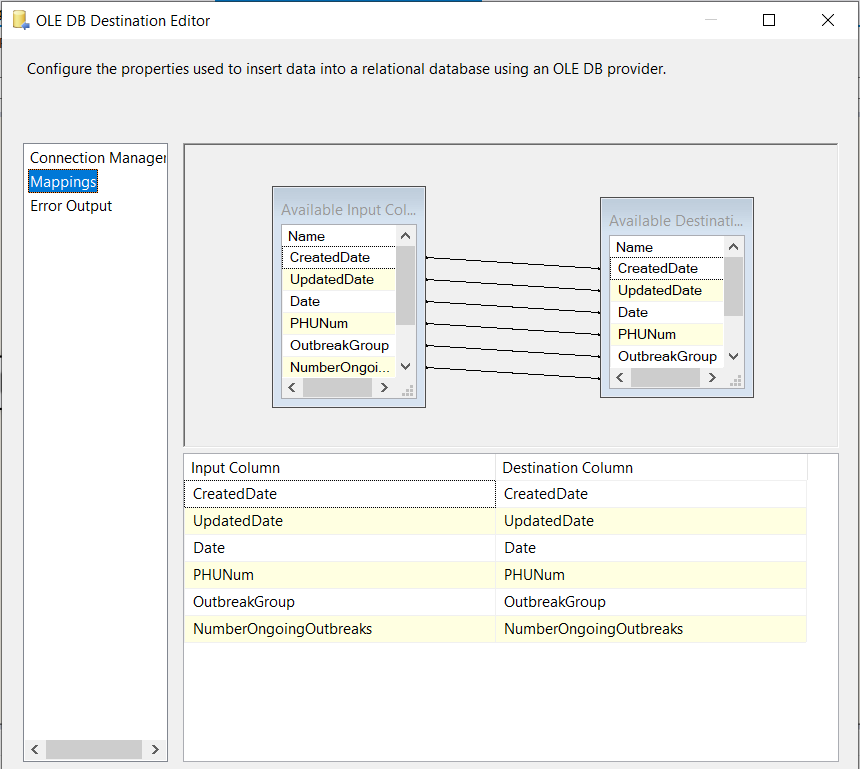 OLE DB Destination Editor
Configure the properties used to insert data into a relational database using an OLE DB provider.
Connection Manager
Mappings
Error Output
Available Input Col...
Name
CreatedDate
UpdatedDate
Date
PHUNum
OutbreakGroup
NumberOngoi...
Available Destinati...
Name
CreatedDate
UpdatedDate
Date
PHUNum
OutbreakGroup
Input Column Destination Column
CreatedDate CreatedDate
UpdatedDate UpdatedDate
Date Date
PHUNum PHUNum
OutbreakGroup OutbreakGroup
NumberOngoingOutbreaks NumberOngoingOutbreaks